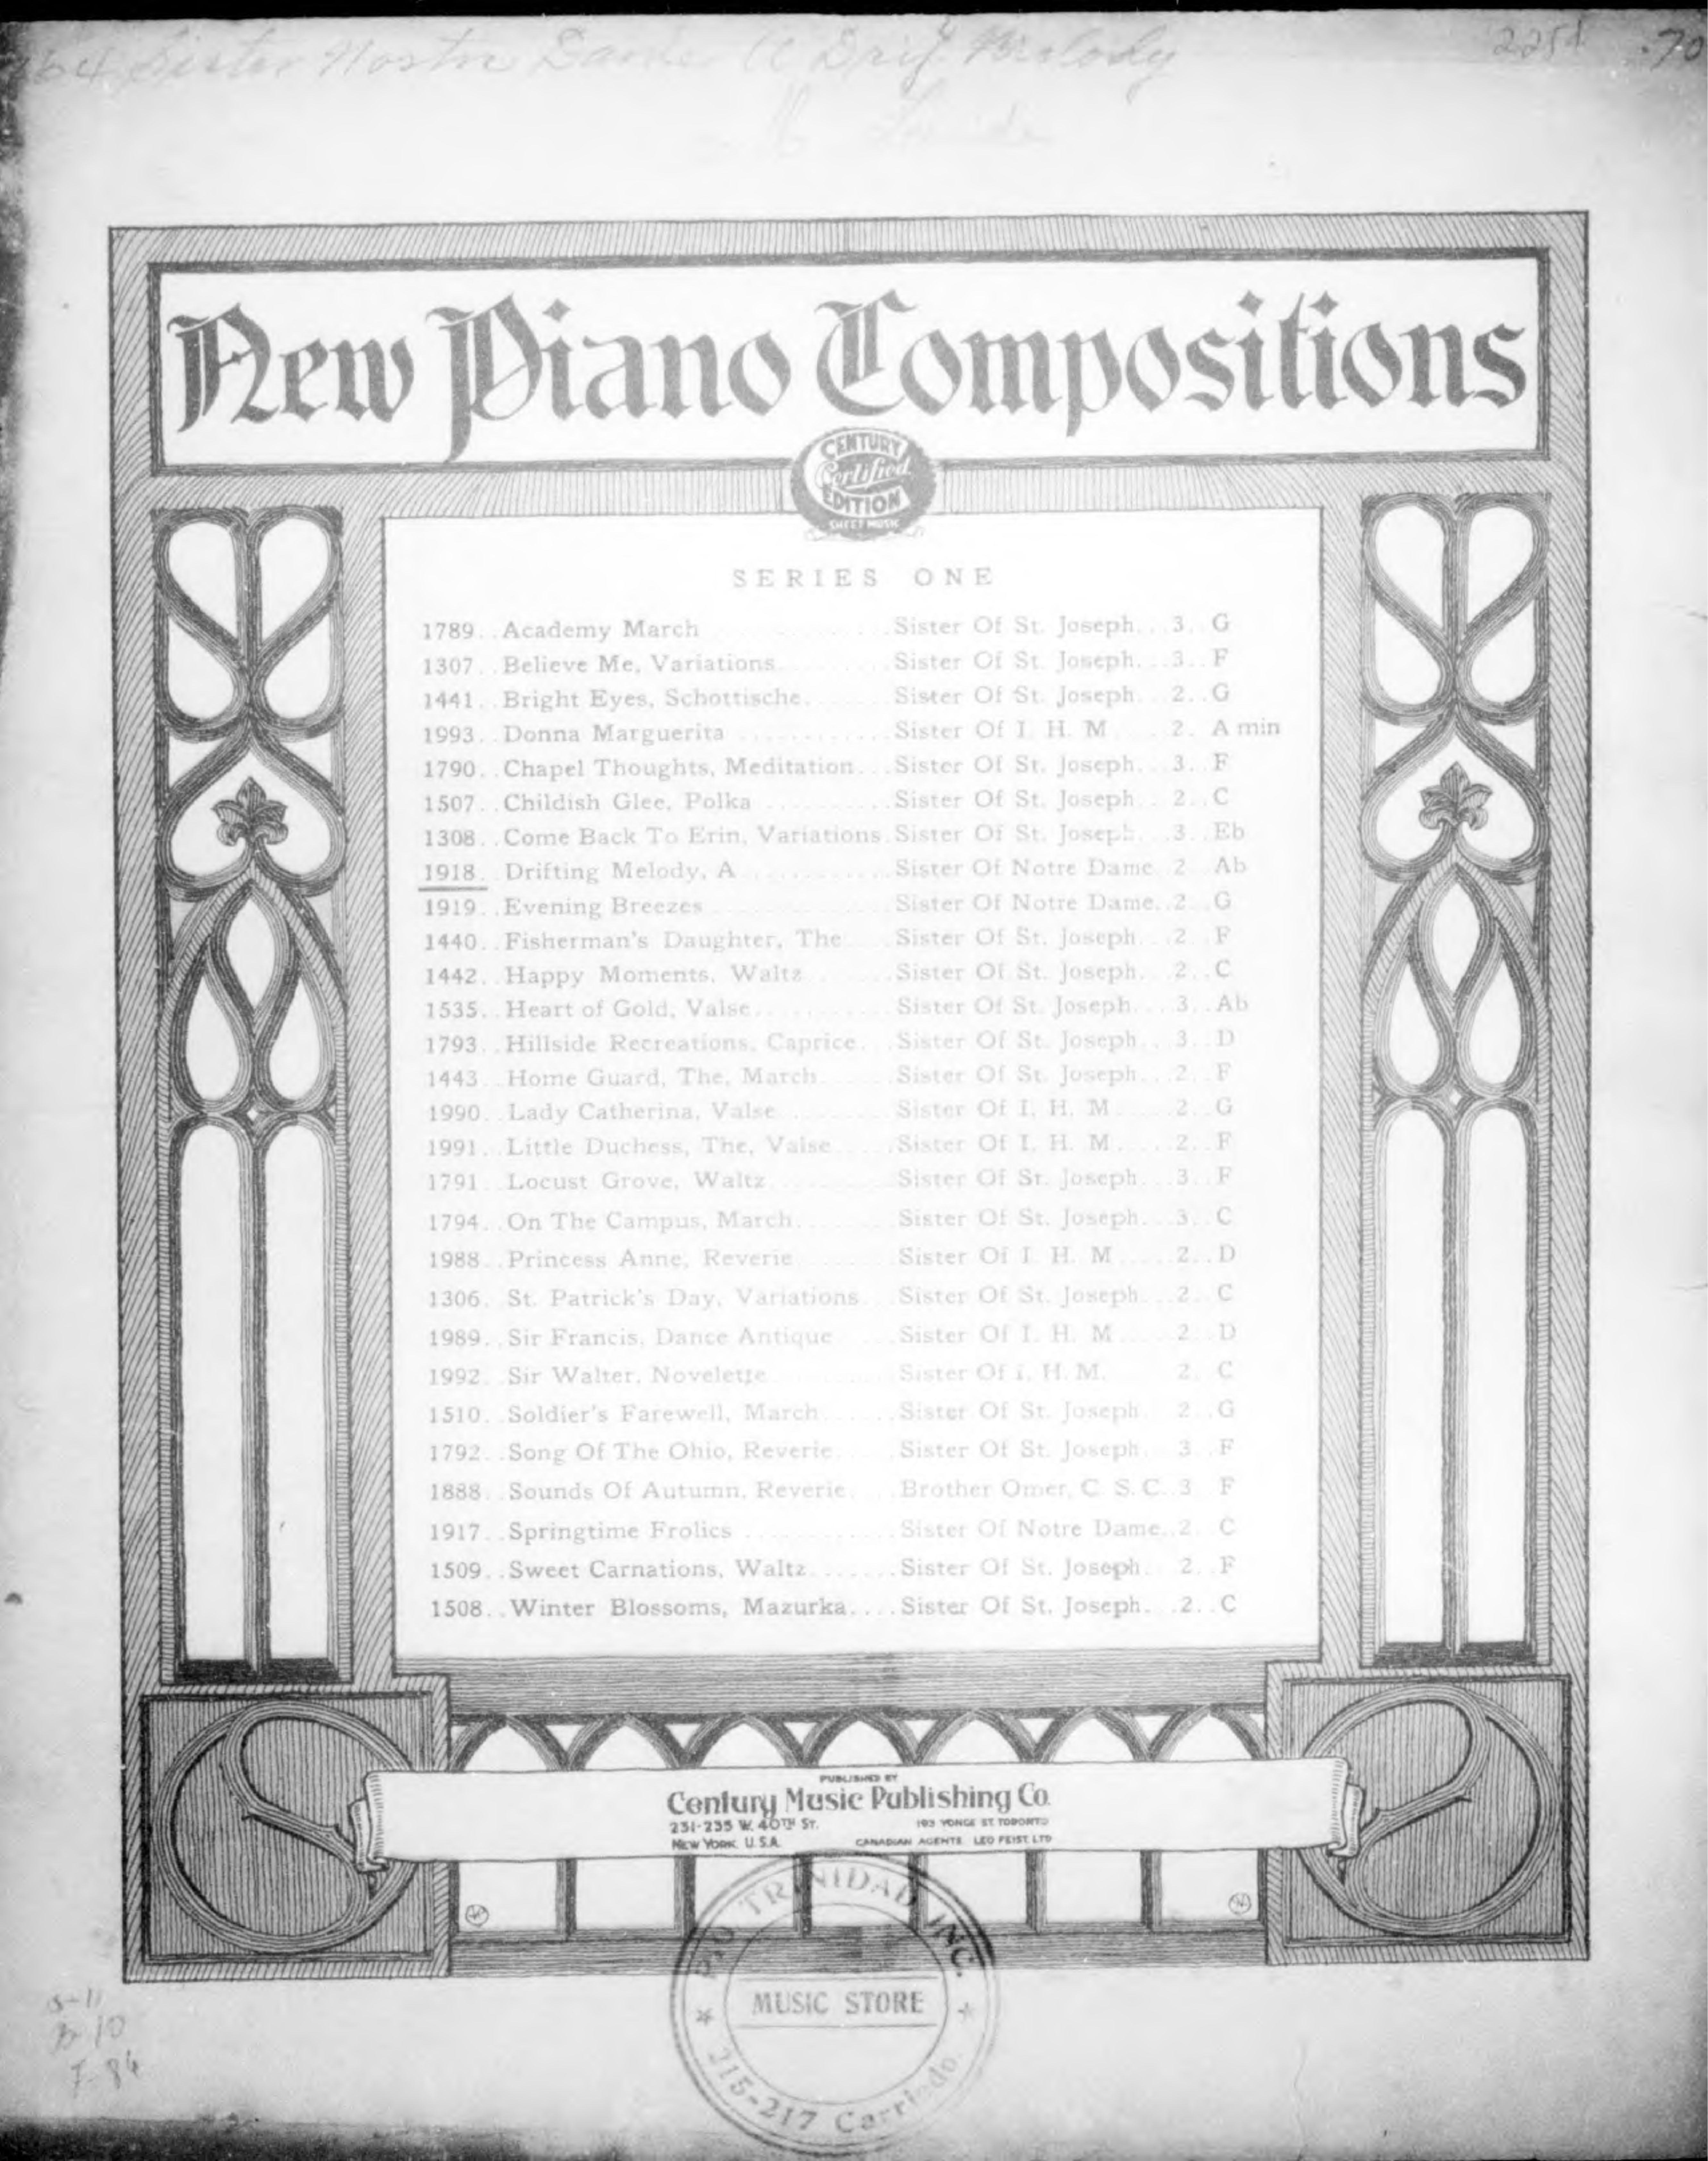 Sister Nostra Dame A Drif. Melody 225d .70
New Piano Compositions
CENTURY
Certified
EDITION
SHEET MUSIC
SERIES ONE
1789. . Academy March . . . . . . . . . . . . . Sister Of St. Joseph. . . 3. . G
1307. . Believe Me, Variations. . . . . . . . . Sister Of St. Joseph. . . 3. . F
1441. . Bright Eyes, Schottische. . . . . . . Sister Of St. Joseph. . . 2. . G
1993. . Donna Marguerita . . . . . . . . . . . . Sister Of I. H. M . . . . 2. A min
1790. . Chapel Thoughts, Meditation. . . Sister Of St. Joseph. . . 3. . F
1507. . Childish Glee, Polka . . . . . . . . . . Sister Of St. Joseph. . . 2. . C
1308. . Come Back To Erin, Variations. Sister Of St. Joseph. . . 3. . Eb
1918. . Drifting Melody, A . . . . . . . . . . . . Sister Of Notre Dame. 2. . Ab
1919. . Evening Breezes . . . . . . . . . . . . . Sister Of Notre Dame. . 2. . G
1440. . Fisherman's Daughter, The . . . . Sister Of St. Joseph. . . 2. . F
1442. . Happy Moments, Waltz . . . . . . . Sister Of St. Joseph. . . 2. . C
1535. . Heart of Gold, Valse. . . . . . . . . . Sister Of St. Joseph. . . 3. . Ab
1793. . Hillside Recreations, Caprice. . . Sister Of St. Joseph. . . 3. . D
1443. . Home Guard, The, March. . . . . . Sister Of St. Joseph. . . 2. . F
1990. . Lady Catherina, Valse . . . . . . . . Sister Of I. H. M . . . . . 2. . G
1991. . Little Duchess, The, Valse. . . . . Sister Of I. H. M . . . . . 2. . F
1791. . Locust Grove, Waltz. . . . . . . . . . Sister Of St. Joseph. . . 3. . F
1794. . On The Campus, March. . . . . . . Sister Of St. Joseph. . . 3. . C
1988. . Princess Anne, Reverie . . . . . . . Sister Of I. H. M . . . . . 2. . D
1306. St. Patrick's Day, Variations. . . Sister Of St. Joseph. . . 2. . C
1989. . Sir Francis, Dance Antique . . . . Sister Of I. H. M . . . . . 2. . D
1992. . Sir Walter, Novelette . . . . . . . . . Sister Of I. H. M. 2. . C
1510. . Soldier's Farewell, March. . . . . . Sister Of St. Joseph. 2. . G
1792. . Song Of The Ohio, Reverie. . . . . Sister Of St. Joseph. . . 3. . F
1888. . Sounds Of Autumn, Reverie. . . . Brother Omer, C. S. C. . 3. . F
1917. . Springtime Frolics . . . . . . . . . . . . Sister Of Notre Dame. . 2. . C
1509. . Sweet Carnations, Waltz. . . . . . . Sister Of St. Joseph. . . 2. . F
1508. . Winter Blossoms, Mazurka. . . . Sister Of St. Joseph. . . 2. . C
PUBLISHED BY
Century Music Publishing Co.
231-235 W. 40TH ST. 193 YONGE ST. TORONTO
NEW YORK, U.S.A. CANADIAN AGENTS LEO FEIST, LTD
TRINIDAD INC.
MUSIC STORE
215-217 Carriedo.